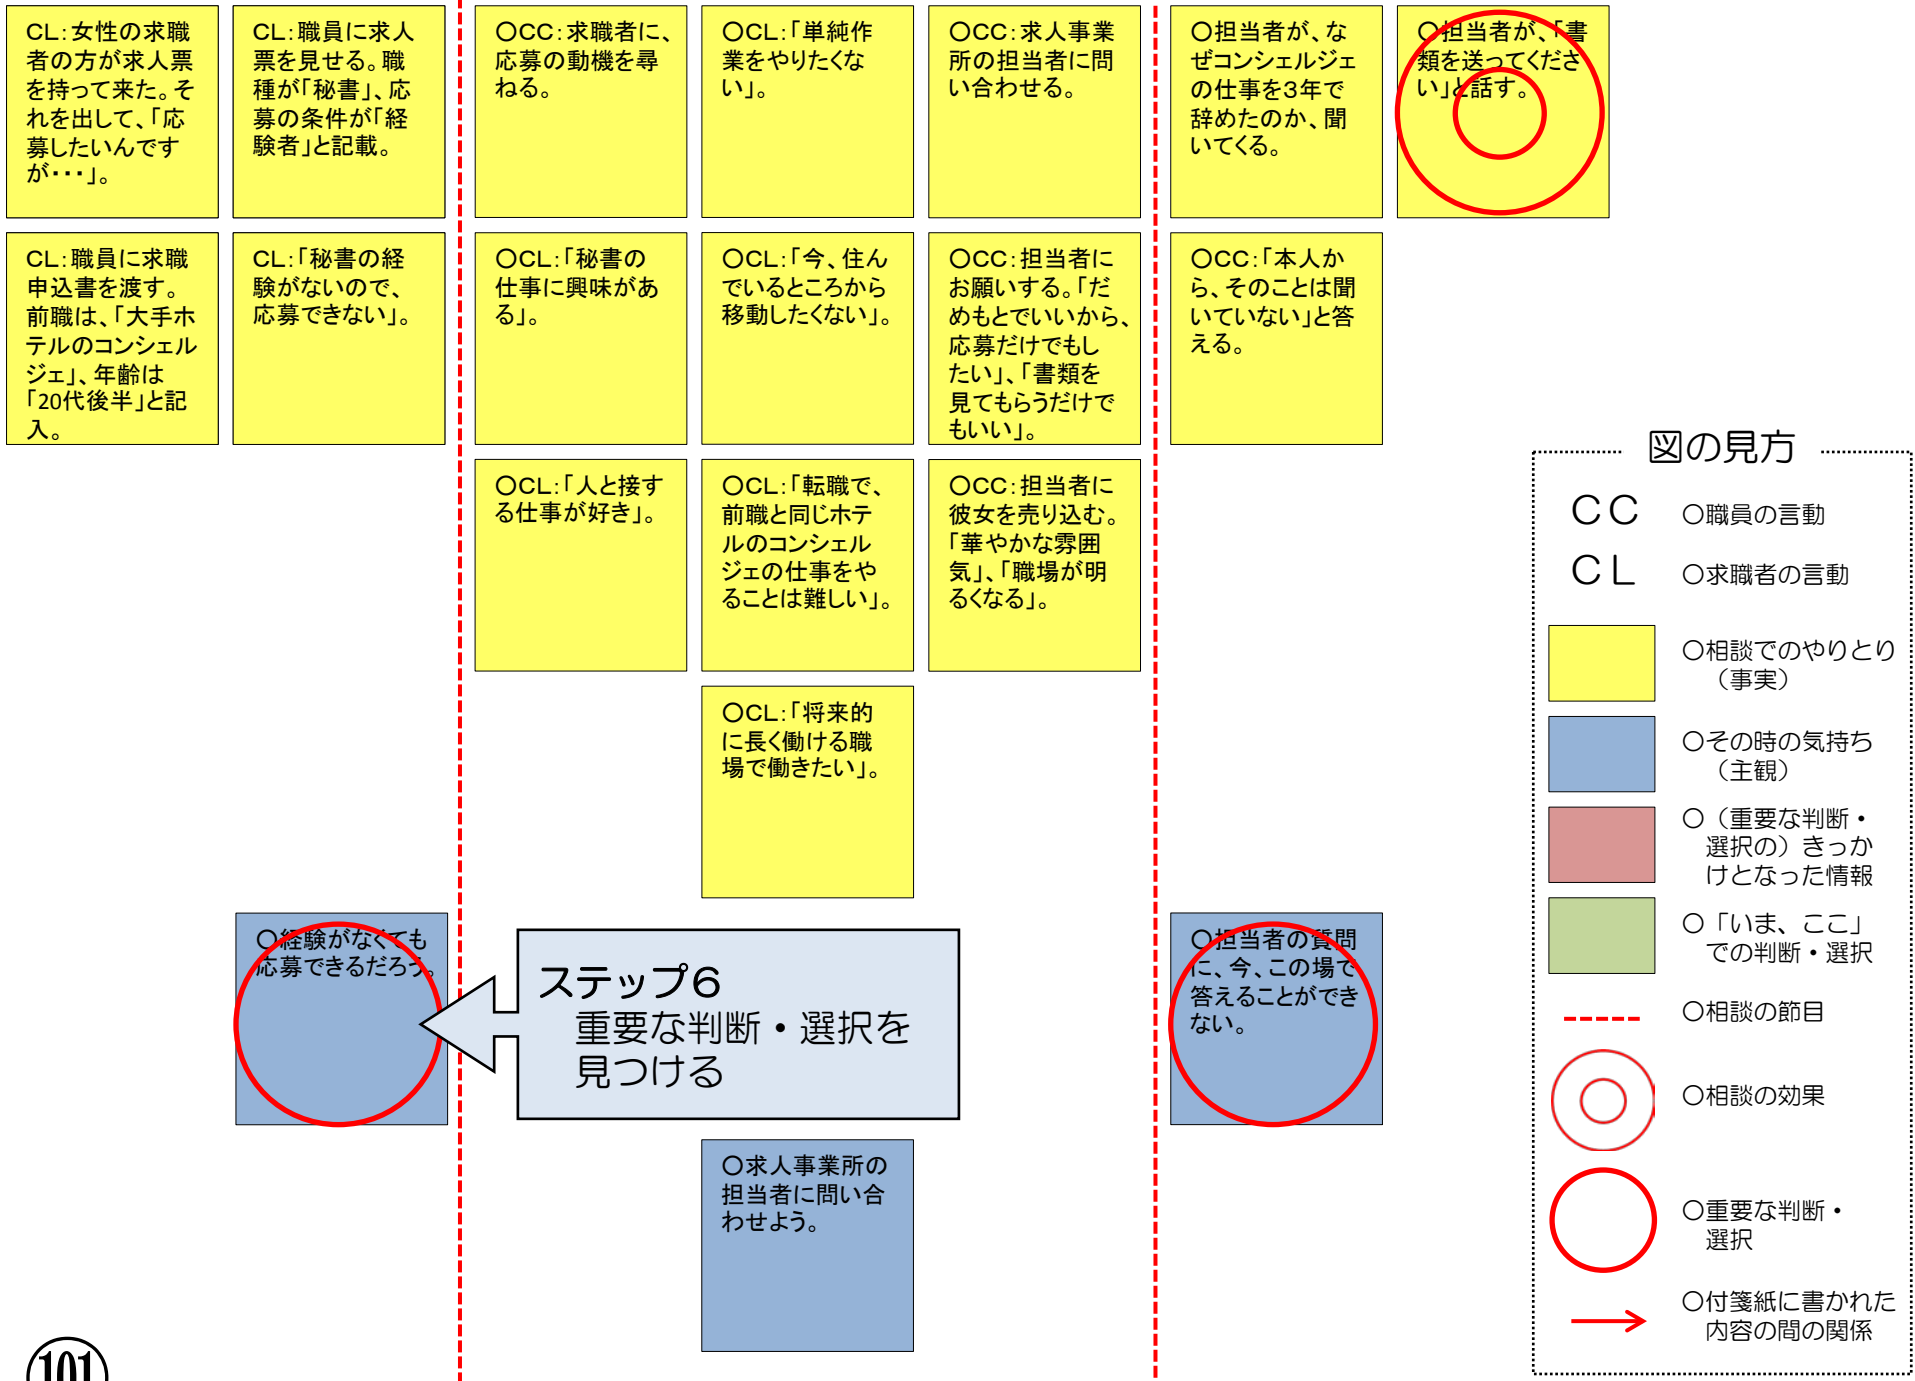 CL:女性の求職
者の方が求人票
を持って来た。そ
れを出して、「応
募したいんです
が・・・」。
CL:職員に求人
票を見せる。職
種が「秘書」、応
募の条件が「経
験者」と記載。
○CC:求職者に、
応募の動機を尋
ねる。
○CL:「単純作
業をやりたくな
い」。
○CC:求人事業
所の担当者に問
い合わせる。
○担当者が、な
ぜコンシェルジェ
の仕事を3年で
辞めたのか、聞
いてくる。
○担当者が、「書
類を送ってくださ
い」と話す。
CL:職員に求職
申込書を渡す。
前職は、「大手ホ
テルのコンシェル
ジェ」、年齢は
「20代後半」と記
入。
CL:「秘書の経
験がないので、
応募できない」。
○CL:「秘書の
仕事に興味があ
る」。
○CL:「今、住ん
でいるところから
移動したくない」。
○CC:担当者に
お願いする。「だ
めもとでいいから、
応募だけでもし
たい」、「書類を
見てもらうだけで
もいい」。
○CC:「本人か
ら、そのことは聞
いていない」と答
える。
○CL:「人と接す
る仕事が好き」。
○CL:「転職で、
前職と同じホテ
ルのコンシェル
ジェの仕事をや
ることは難しい」。
○CC:担当者に
彼女を売り込む。
「華やかな雰囲
気」、「職場が明
るくなる」。
○CL:「将来的
に長く働ける職
場で働きたい」。
○経験がなくても
応募できるだろう。
ステップ6
重要な判断・選択を
見つける
○担当者の質問
に、今、この場で
答えることができ
ない。
○求人事業所の
担当者に問い合
わせよう。
図の見方
CC ○職員の言動
CL ○求職者の言動
○相談でのやりとり
(事実)
○その時の気持ち
(主観)
○(重要な判断・
選択の)きっか
けとなった情報
○「いま、ここ」
での判断・選択
○相談の節目
○相談の効果
○重要な判断・
選択
○付箋紙に書かれた
内容の間の関係
101